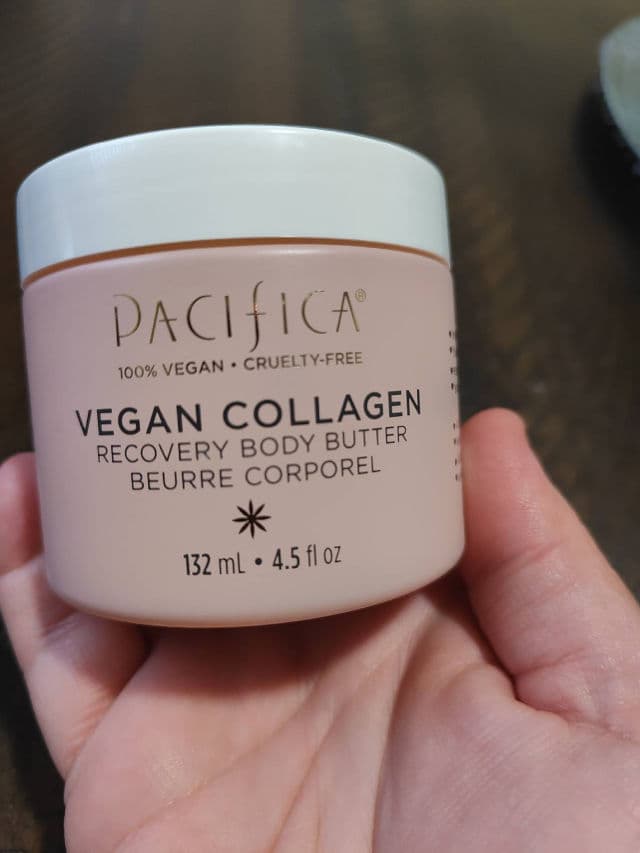 PACIFICA®
100% VEGAN • CRUELTY-FREE
VEGAN COLLAGEN
RECOVERY BODY BUTTER
BEURRE CORPOREL
132 mL • 4.5 fl oz